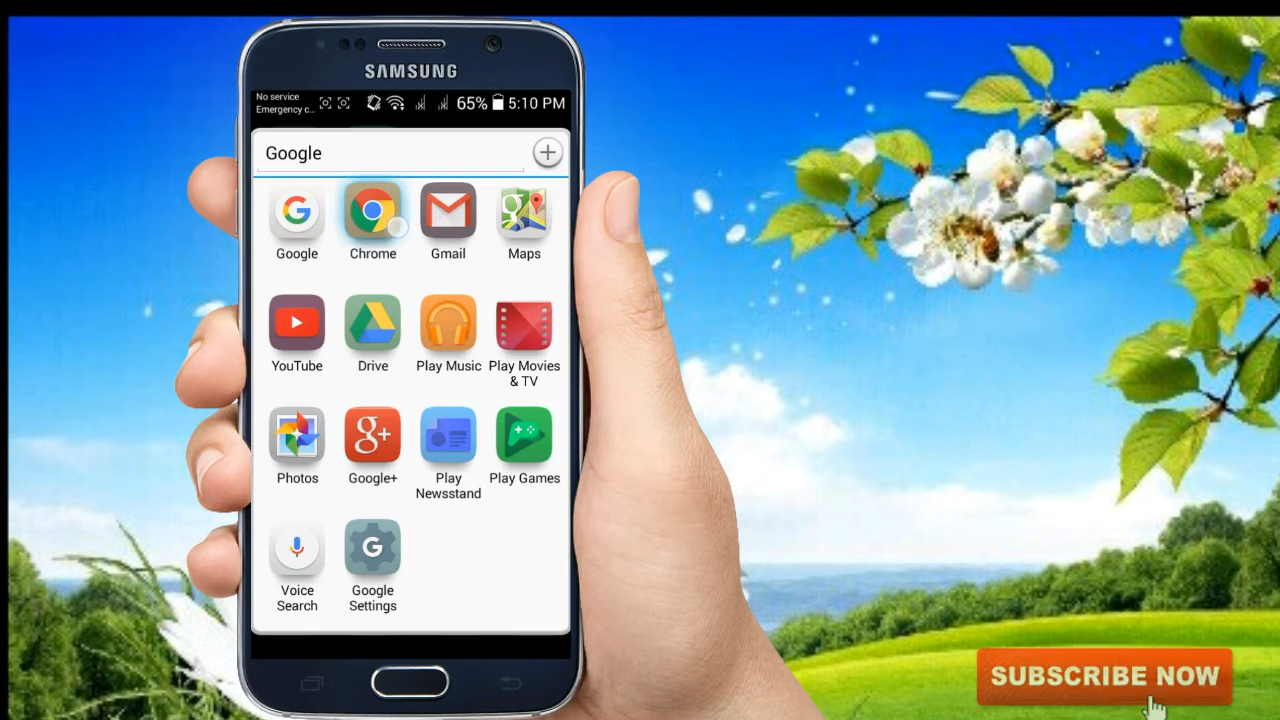 SAMSUNG
No service
Emergency c...
65% 5:10 PM
Google
Google Chrome Gmail Maps
YouTube Drive Play Music Play Movies
& TV
Photos Google+ Play Play Games
Newsstand
Voice Google
Search Settings
SUBSCRIBE NOW